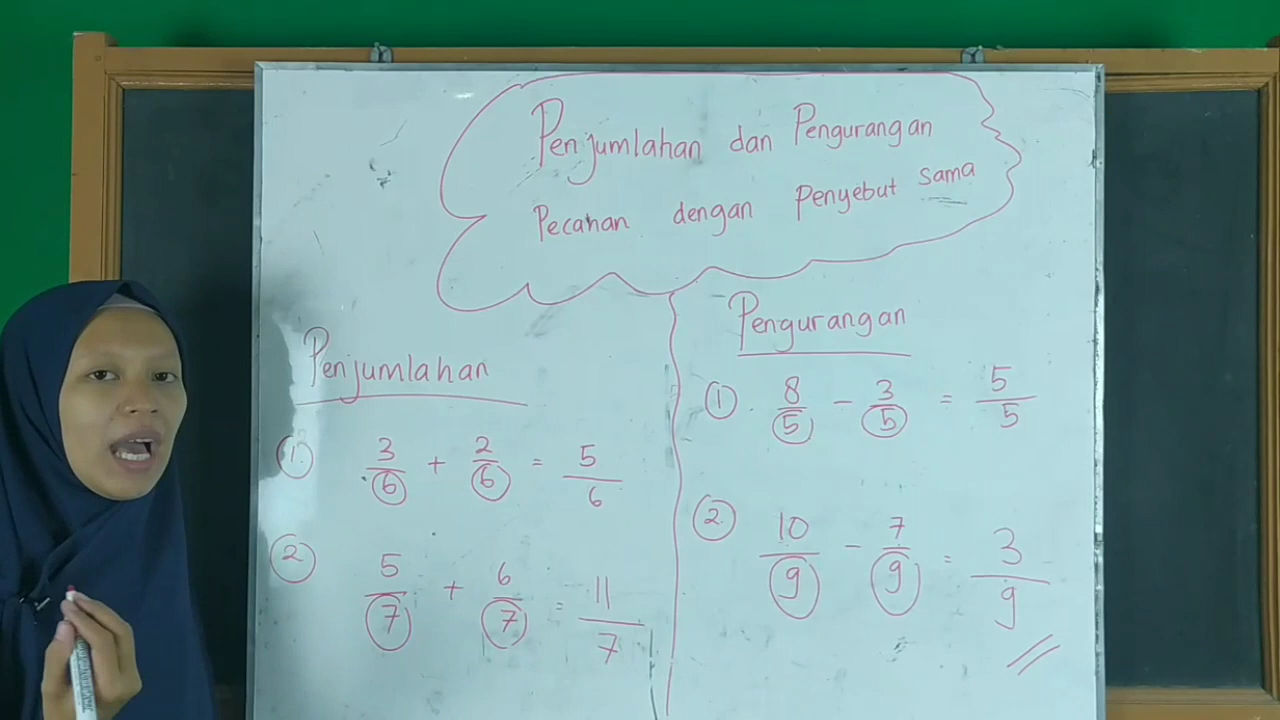 Penjumlahan dan Pengurangan
Pecahan dengan Penyebut sama
Penjumlahan
① 3/6 + 2/6 = 5/6
② 5/7 + 6/7 = 11/7
Pengurangan
①. 8/5 - 3/5 = 5/5
② 10/9 - 7/9 = 3/9